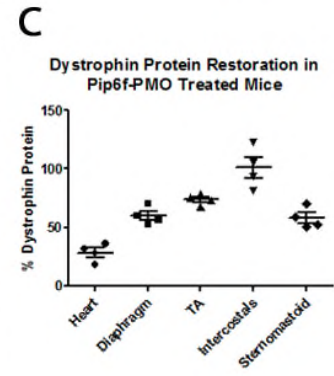 C
Dystrophin Protein Restoration in
Pip6f-PMO Treated Mice
% Dystrophin Protein
150
100
50
0
Heart
Diaphragm
TA
Intercostals
Sternomastoid